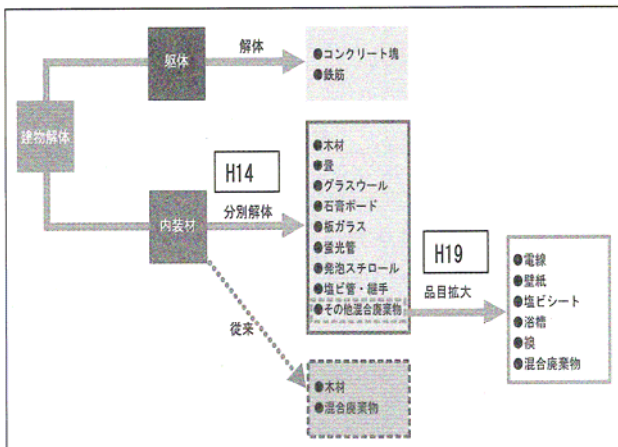 建物解体
躯体
解体
●コンクリート塊
●鉄筋
内装材
H14
分別解体
●木材
●畳
●グラスウール
●石膏ボード
●板ガラス
●蛍光管
●発泡スチロール
●塩ビ管・継手
●その他混合廃棄物
H19
品目拡大
●電線
●壁紙
●塩ビシート
●浴槽
●襖
●混合廃棄物
従来
●木材
●混合廃棄物